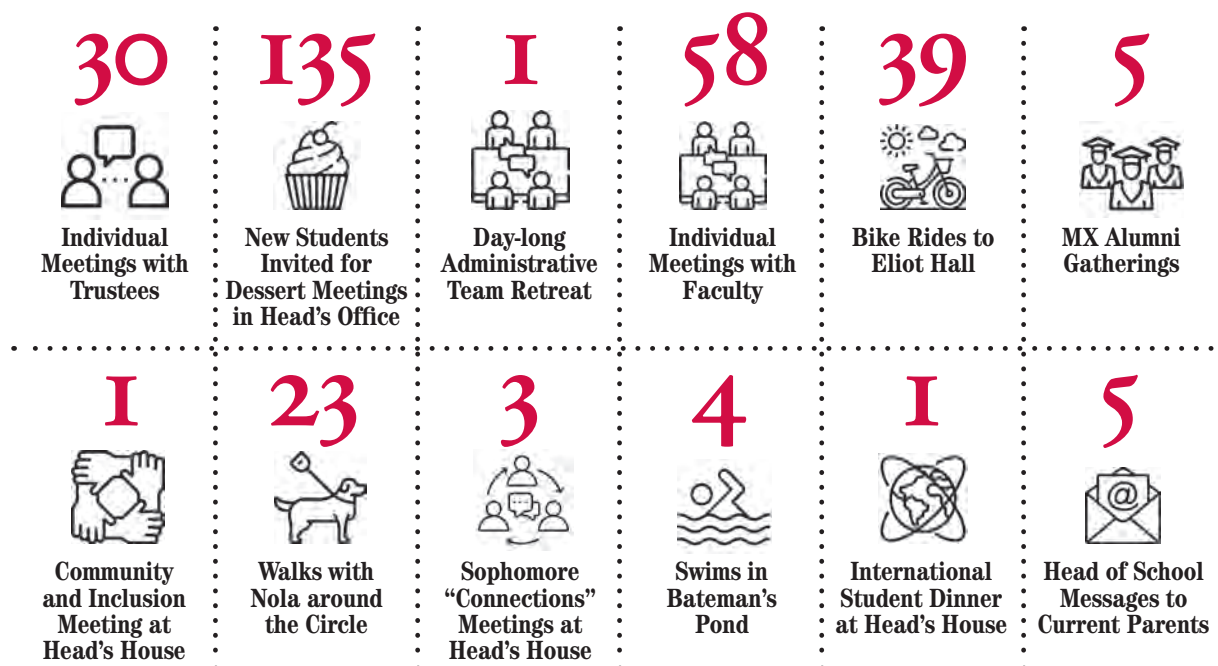 30
Individual
Meetings with
Trustees
135
New Students
Invited for
Dessert Meetings
in Head's Office
1
Day-long
Administrative
Team Retreat
58
Individual
Meetings with
Faculty
39
Bike Rides to
Eliot Hall
5
MX Alumni
Gatherings
1
Community
and Inclusion
Meeting at
Head's House
23
Walks with
Nola around
the Circle
3
Sophomore
“Connections”
Meetings at
Head's House
4
Swims in
Bateman's
Pond
1
International
Student Dinner
at Head's House
5
@
Head of School
Messages to
Current Parents